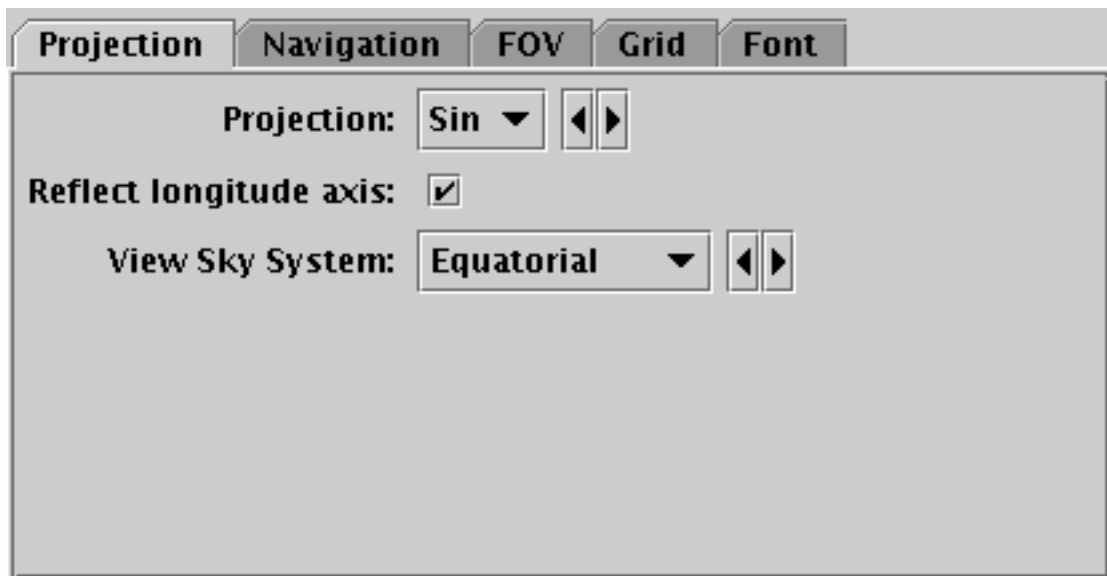 Projection Navigation FOV Grid Font
Projection: Sin
Reflect longitude axis:
View Sky System: Equatorial